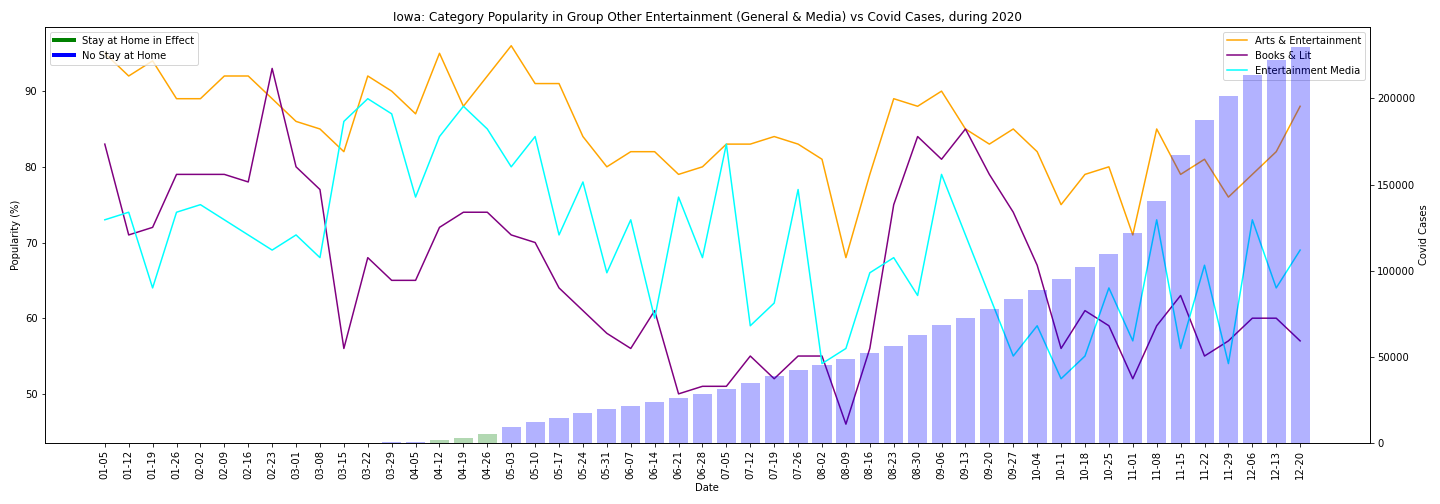 Iowa: Category Popularity in Group Other Entertainment (General & Media) vs Covid Cases, during 2020
Stay at Home in Effect
No Stay at Home
Arts & Entertainment
Books & Lit
Entertainment Media
Popularity (%)
90
80
70
60
50
Covid Cases
200000
150000
100000
50000
0
01-05 01-12 01-19 01-26 02-02 02-09 02-16 02-23 03-01 03-08 03-15 03-22 03-29 04-05 04-12 04-19 04-26 05-03 05-10 05-17 05-24 05-31 06-07 06-14 06-21 06-28 07-05 07-12 07-19 07-26 08-02 08-09 08-16 08-23 08-30 09-06 09-13 09-20 09-27 10-04 10-11 10-18 10-25 11-01 11-08 11-15 11-22 11-29 12-06 12-13 12-20
Date